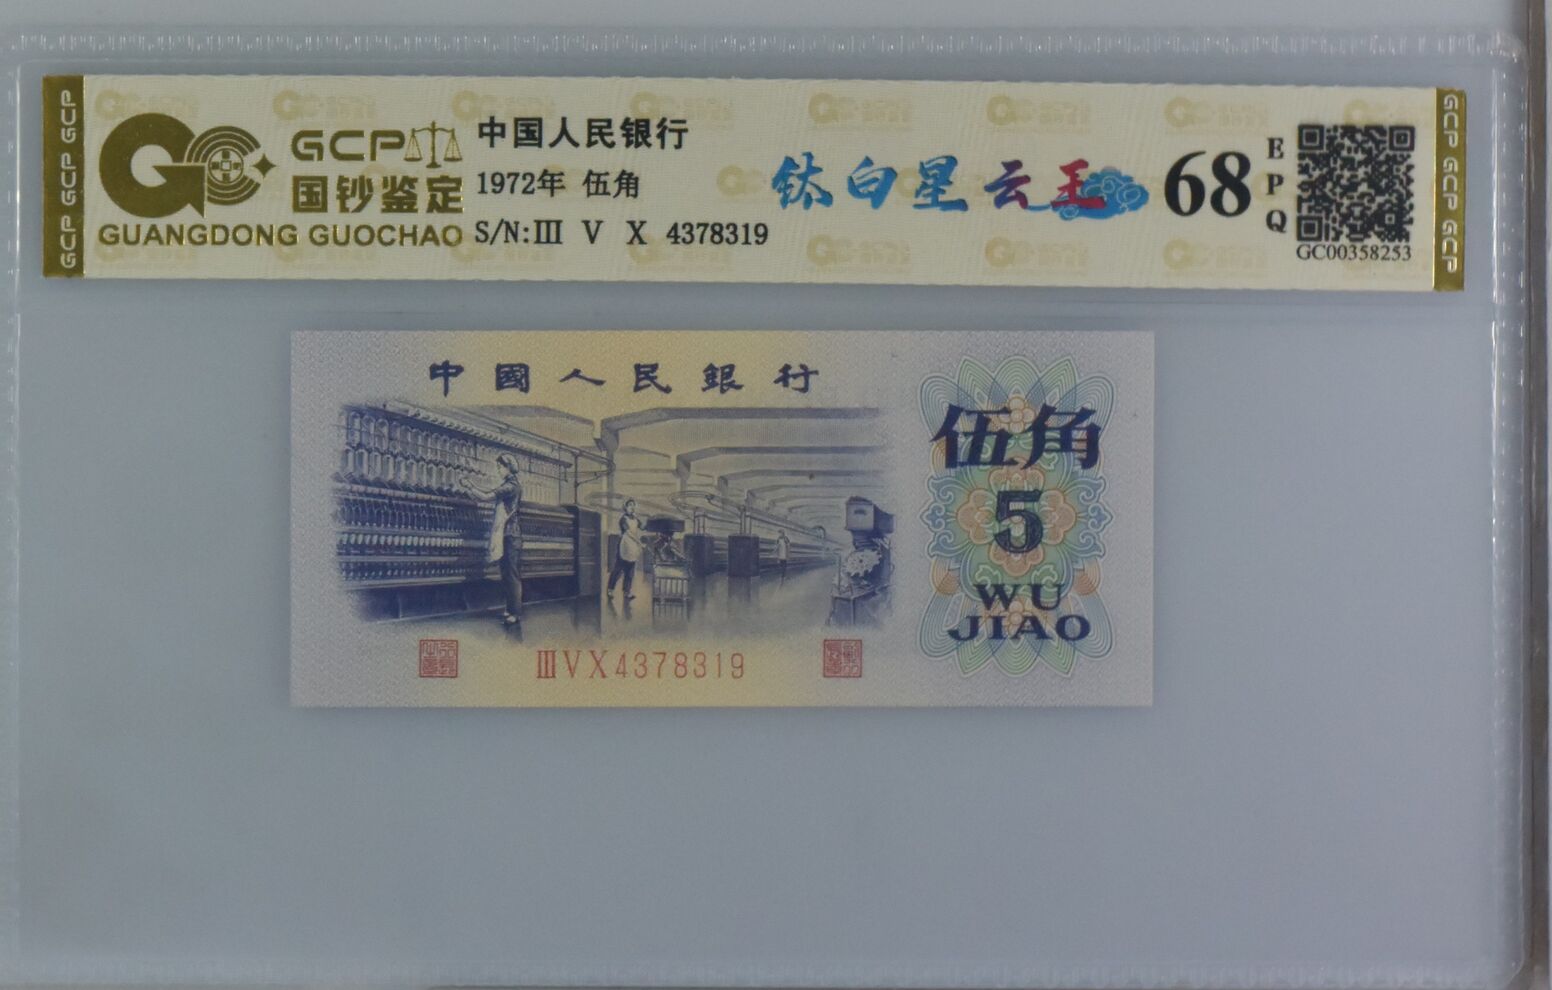 GCP GCP GCP
GCP
国钞鉴定
GUANGDONG GUOCHAO
中国人民银行
1972年 伍角
S/N:Ⅲ V X 4378319
钛白星云王
68
E
P
Q
GC00358253
GCP GCP GCP
中國人民銀行
伍角
5
WU
JIAO
ⅢVX4378319